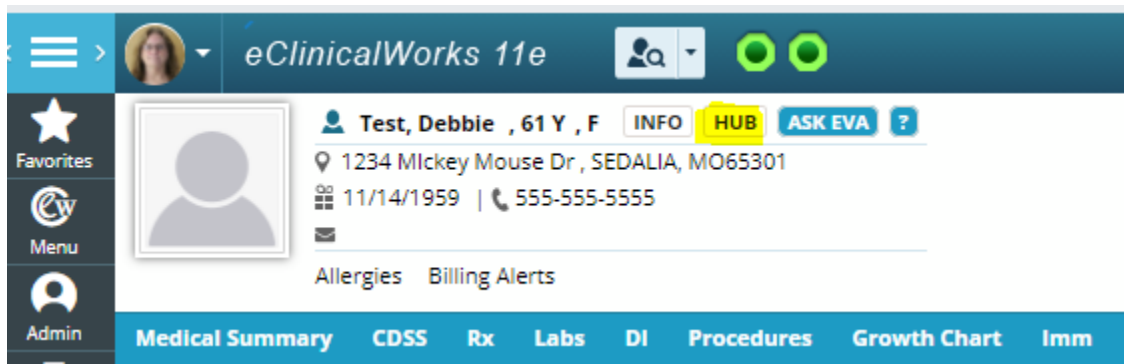 eClinicalWorks 11e
Favorites
Menu
Admin
Test, Debbie , 61 Y , F INFO HUB ASK EVA ?
1234 MIckey Mouse Dr , SEDALIA, MO65301
11/14/1959 | 555-555-5555
Allergies Billing Alerts
Medical Summary CDSS Rx Labs DI Procedures Growth Chart Imm